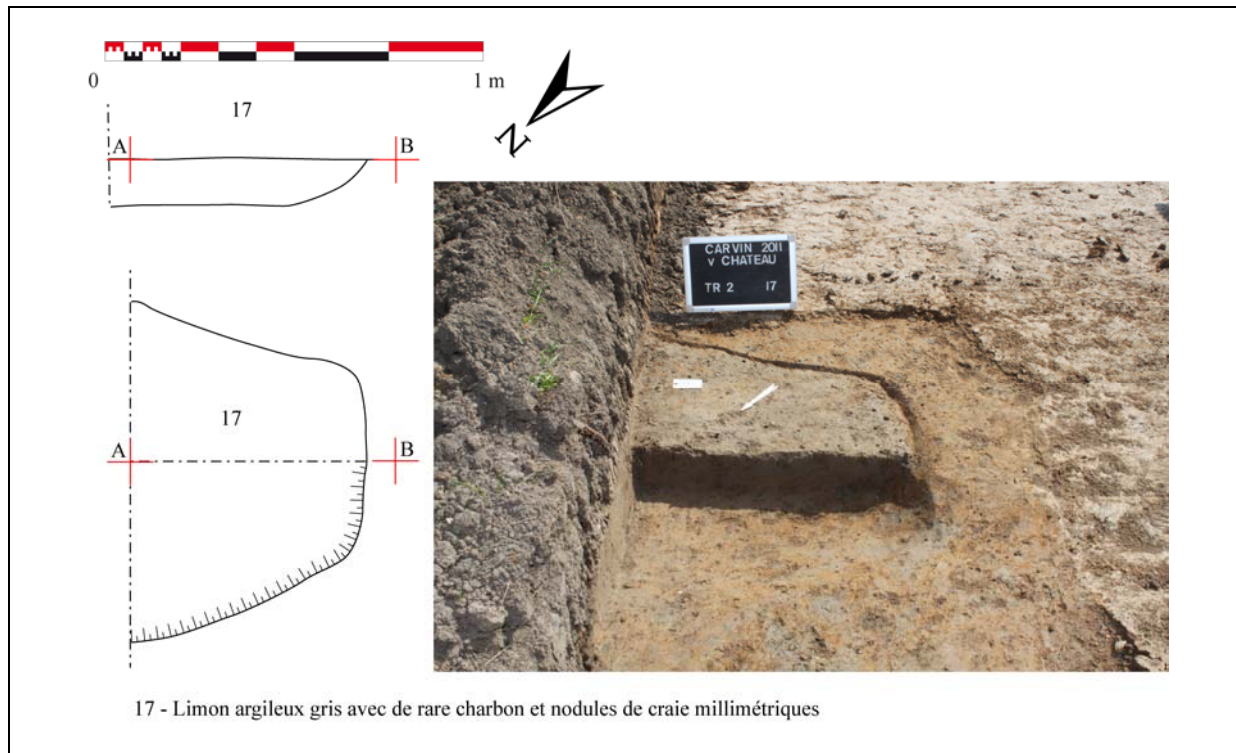 0 1 m
17
A B
N
CARVIN 2011
V CHATEAU
TR 2 17
17
A B
17 - Limon argileux gris avec de rare charbon et nodules de craie millimétriques